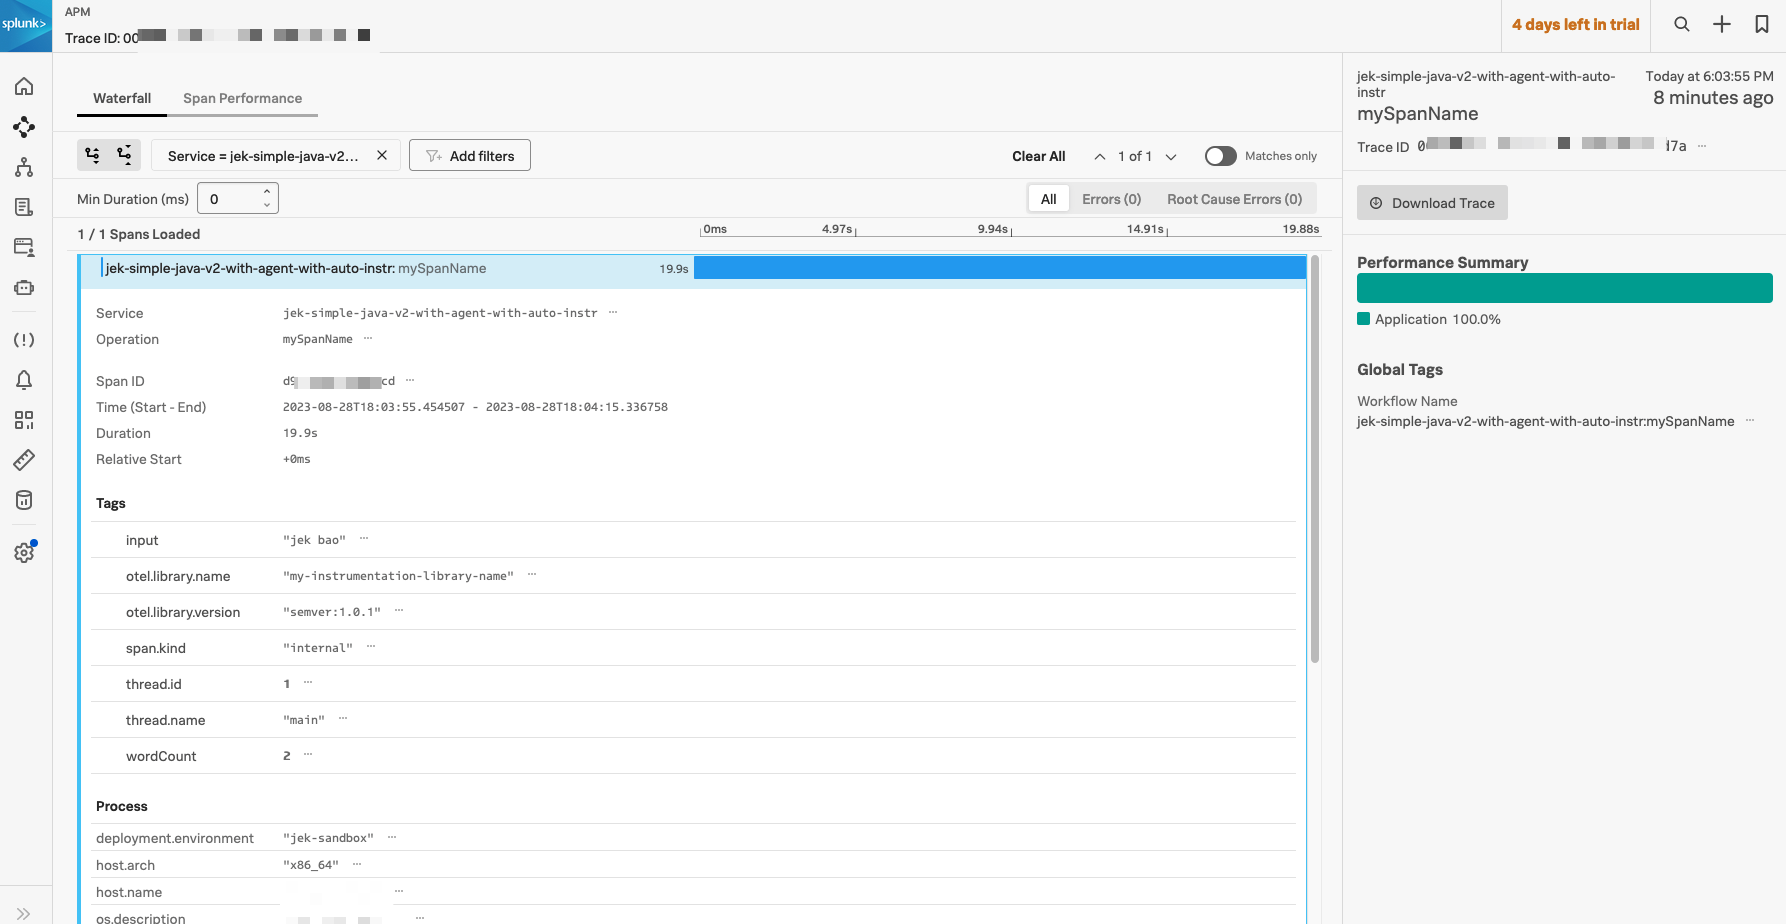 splunk>
APM
Trace ID: 00
4 days left in trial
Waterfall
Span Performance
Service = jek-simple-java-v2...
Add filters
Clear All
1 of 1
Matches only
Min Duration (ms)
0
All
Errors (0)
Root Cause Errors (0)
1 / 1 Spans Loaded
0ms
4.97s
9.94s
14.91s
19.88s
jek-simple-java-v2-with-agent-with-auto-instr: mySpanName
19.9s
Service
jek-simple-java-v2-with-agent-with-auto-instr ...
Operation
mySpanName ...
Span ID
d9 cd ...
Time (Start - End)
2023-08-28T18:03:55.454507 - 2023-08-28T18:04:15.336758
Duration
19.9s
Relative Start
+0ms
Tags
input
"jek bao" ...
otel.library.name
"my-instrumentation-library-name" ...
otel.library.version
"semver:1.0.1" ...
span.kind
"internal" ...
thread.id
1 ...
thread.name
"main" ...
wordCount
2 ...
Process
deployment.environment
"jek-sandbox" ...
host.arch
"x86_64" ...
host.name
...
os.description
...
jek-simple-java-v2-with-agent-with-auto-
instr
mySpanName
Today at 6:03:55 PM
8 minutes ago
Trace ID 0 d7a ...
Download Trace
Performance Summary
Application 100.0%
Global Tags
Workflow Name
jek-simple-java-v2-with-agent-with-auto-instr:mySpanName ...